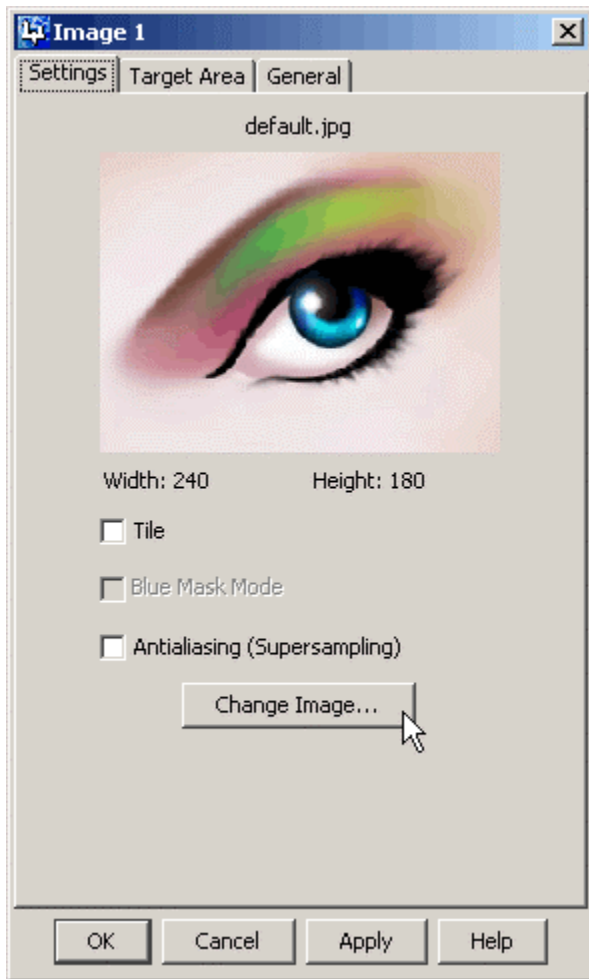 Image 1
Settings Target Area General
default.jpg
Width: 240 Height: 180
Tile
Blue Mask Mode
Antialiasing (Supersampling)
Change Image...
OK Cancel Apply Help